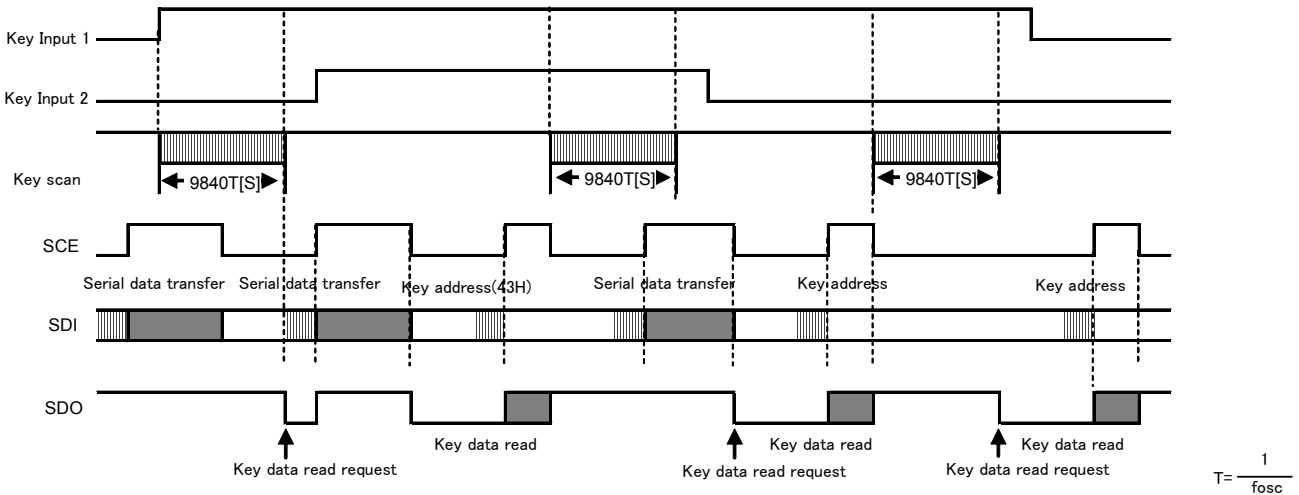 Key Input 1
Key Input 2
Key scan
9840T[S]
9840T[S]
9840T[S]
SCE
Serial data transfer
Serial data transfer
Key address(43H)
Serial data transfer
Key address
Key address
SDI
SDO
Key data read
Key data read
Key data read
Key data read request
Key data read request
Key data read request
T= 1
fosc